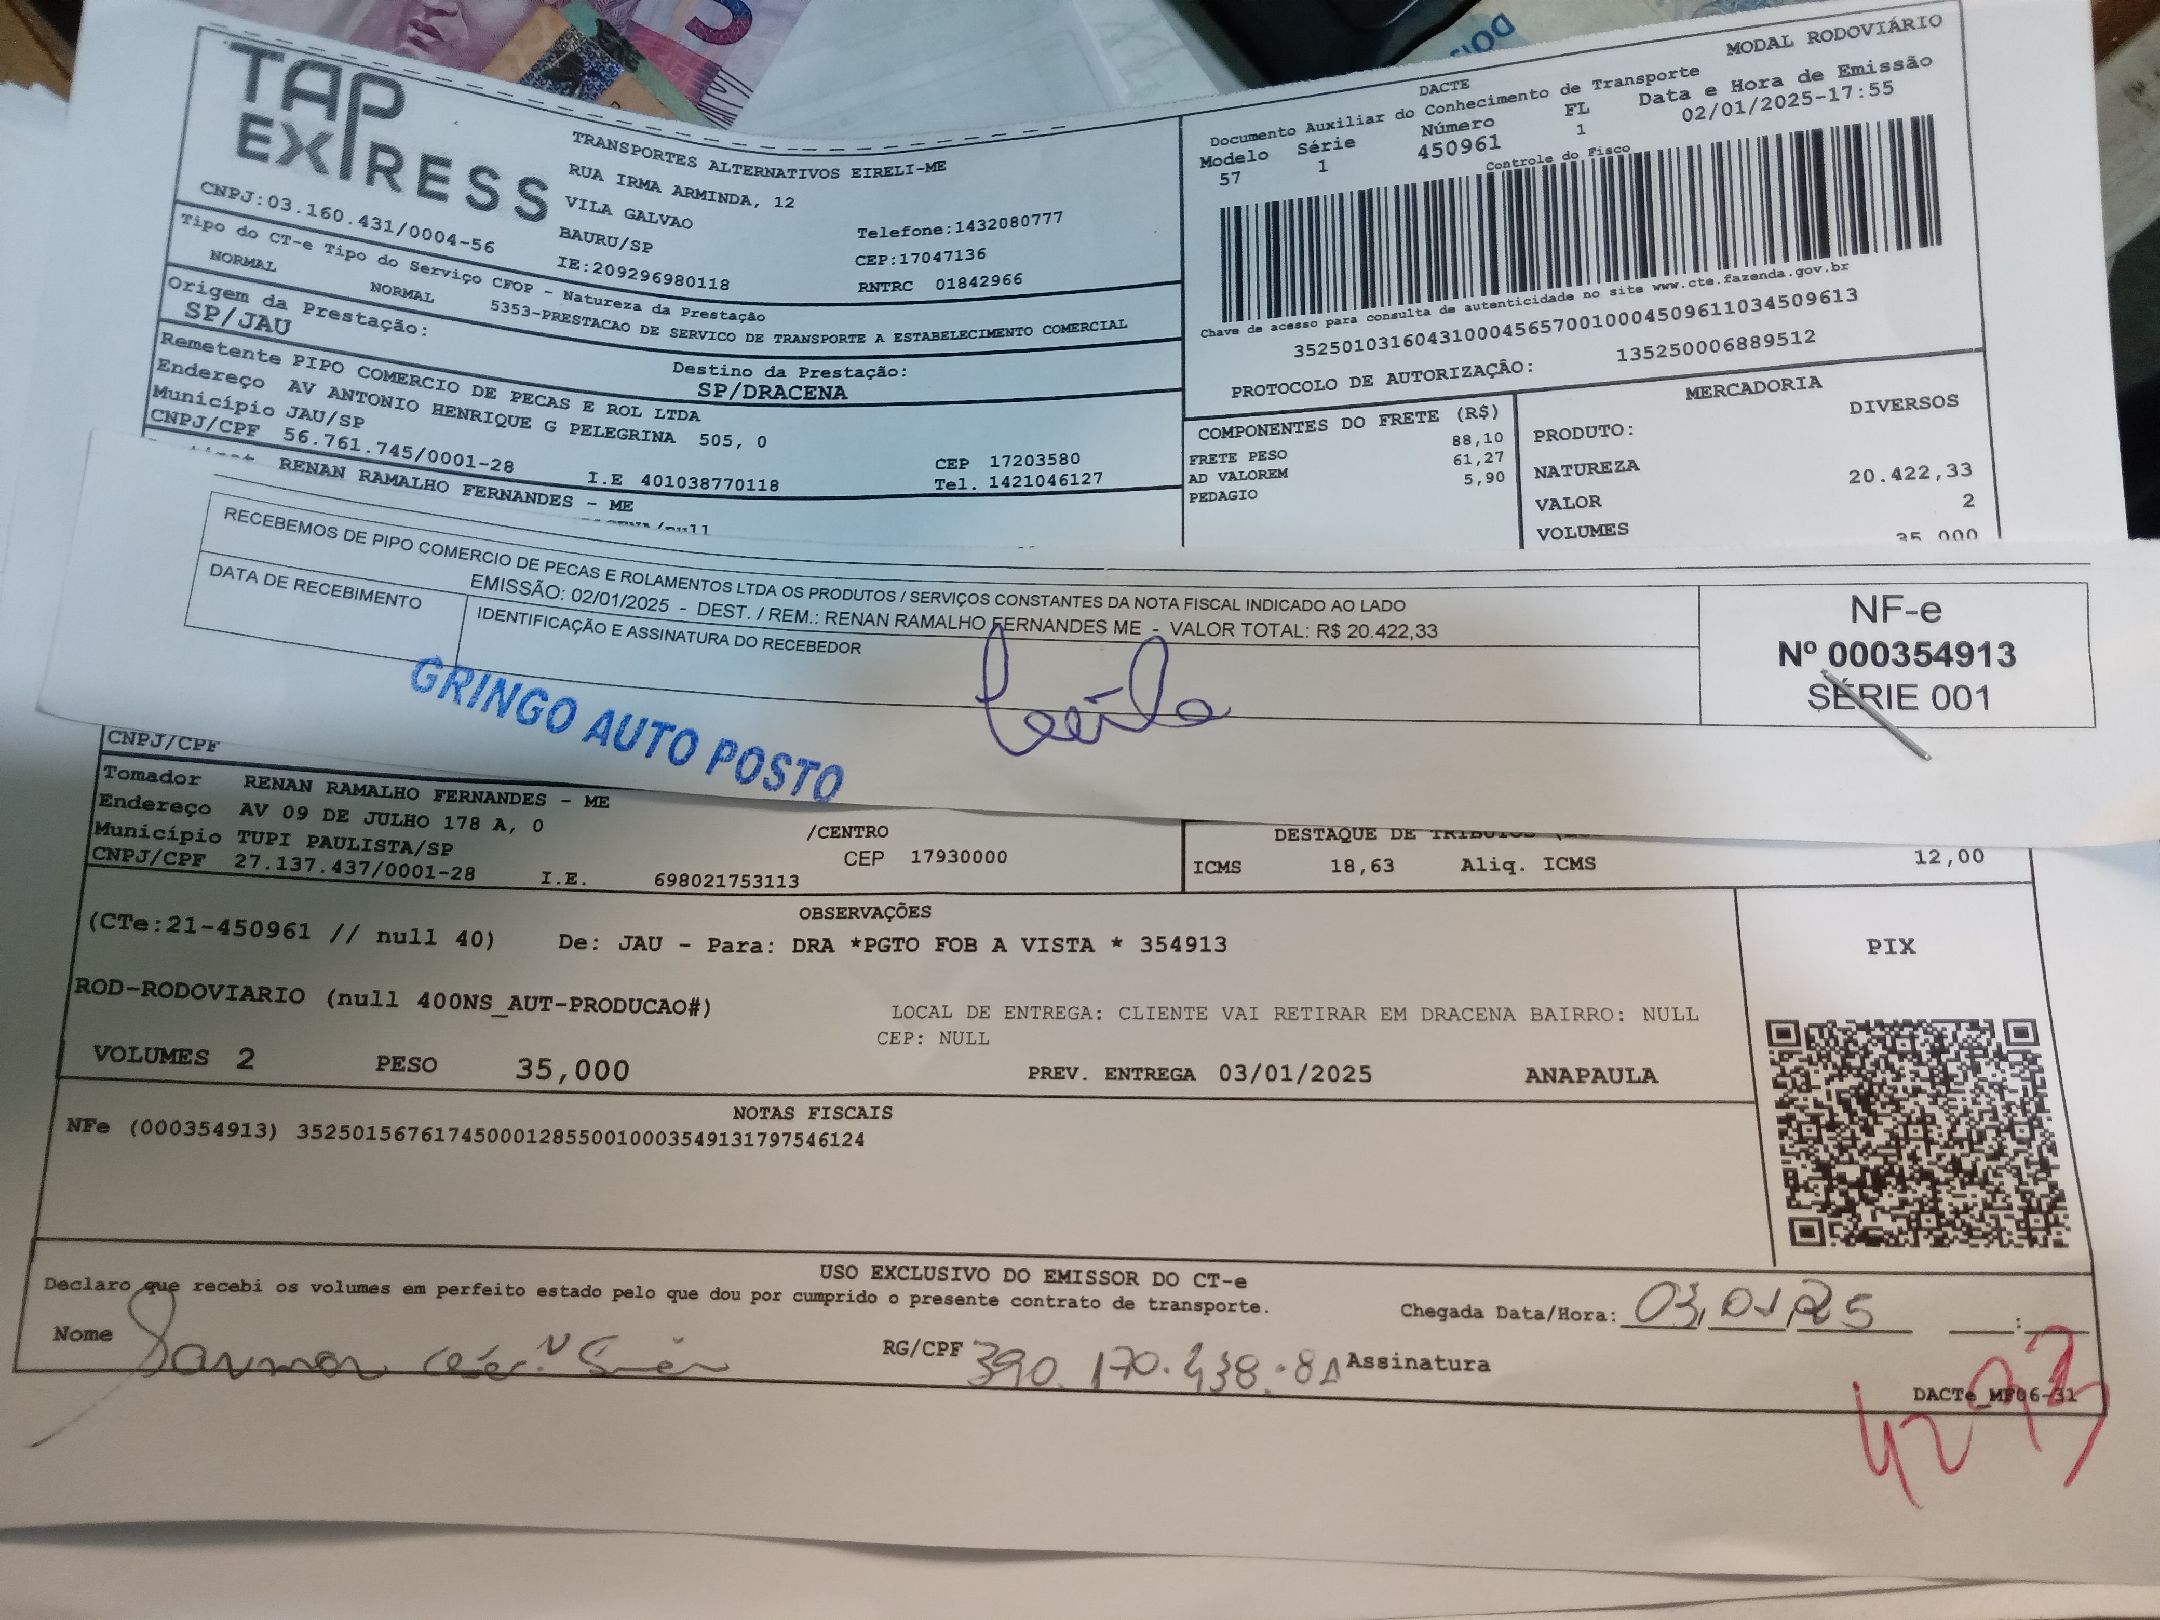 TAP
EXPRESS
TRANSPORTES ALTERNATIVOS EIRELI-ME
RUA IRMA ARMINDA, 12
VILA GALVAO
BAURU/SP
Telefone:1432080777
CEP:17047136
CNPJ:03.160.431/0004-56
IE:209296980118
RNTRC 01842966
Tipo do CT-e Tipo do Serviço CFOP - Natureza da Prestação
NORMAL NORMAL 5353-PRESTACAO DE SERVICO DE TRANSPORTE A ESTABELECIMENTO COMERCIAL
Origem da Prestação:
SP/JAU
Destino da Prestação:
SP/DRACENA
Remetente PIPO COMERCIO DE PECAS E ROL LTDA
Endereço AV ANTONIO HENRIQUE G PELEGRINA 505, 0
Município JAU/SP
CEP 17203580
CNPJ/CPF 56.761.745/0001-28 I.E 401038770118 Tel. 1421046127
RENAN RAMALHO FERNANDES - ME
DACTE
MODAL RODOVIÁRIO
Documento Auxiliar do Conhecimento de Transporte
Modelo Série Número FL Data e Hora de Emissão
57 1 450961 1 02/01/2025-17:55
Controle do Fisco
Chave de acesso para consulta de autenticidade no site www.cte.fazenda.gov.br
35250103160431000456570010004509611034509613
PROTOCOLO DE AUTORIZAÇÃO: 135250006889512
COMPONENTES DO FRETE (R$)
FRETE PESO 88,10
AD VALOREM 61,27
PEDAGIO 5,90
MERCADORIA
PRODUTO: DIVERSOS
NATUREZA
VALOR 20.422,33
VOLUMES 2
35,000
RECEBEMOS DE PIPO COMERCIO DE PECAS E ROLAMENTOS LTDA OS PRODUTOS / SERVIÇOS CONSTANTES DA NOTA FISCAL INDICADO AO LADO
EMISSÃO: 02/01/2025 - DEST. / REM.: RENAN RAMALHO FERNANDES ME - VALOR TOTAL: R$ 20.422,33
DATA DE RECEBIMENTO
IDENTIFICAÇÃO E ASSINATURA DO RECEBEDOR
NF-e
Nº 000354913
SÉRIE 001
GRINGO AUTO POSTO
CNPJ/CPF
Tomador RENAN RAMALHO FERNANDES - ME
Endereço AV 09 DE JULHO 178 A, 0
/CENTRO
Município TUPI PAULISTA/SP
CEP 17930000
CNPJ/CPF 27.137.437/0001-28 I.E. 698021753113
DESTAQUE DE TRIBUTOS
ICMS 18,63 Aliq. ICMS 12,00
OBSERVAÇÕES
(CTe:21-450961 // null 40) De: JAU - Para: DRA *PGTO FOB A VISTA * 354913
ROD-RODOVIARIO (null 400NS_AUT-PRODUCAO#)
LOCAL DE ENTREGA: CLIENTE VAI RETIRAR EM DRACENA BAIRRO: NULL
CEP: NULL
VOLUMES 2 PESO 35,000 PREV. ENTREGA 03/01/2025 ANAPAULA
PIX
NOTAS FISCAIS
NFe (000354913) 35250156761745000128550010003549131797546124
USO EXCLUSIVO DO EMISSOR DO CT-e
Declaro que recebi os volumes em perfeito estado pelo que dou por cumprido o presente contrato de transporte.
Chegada Data/Hora: 03,01,25 :
Nome RG/CPF 390.170.438.81 Assinatura
DACTe_MF06-31